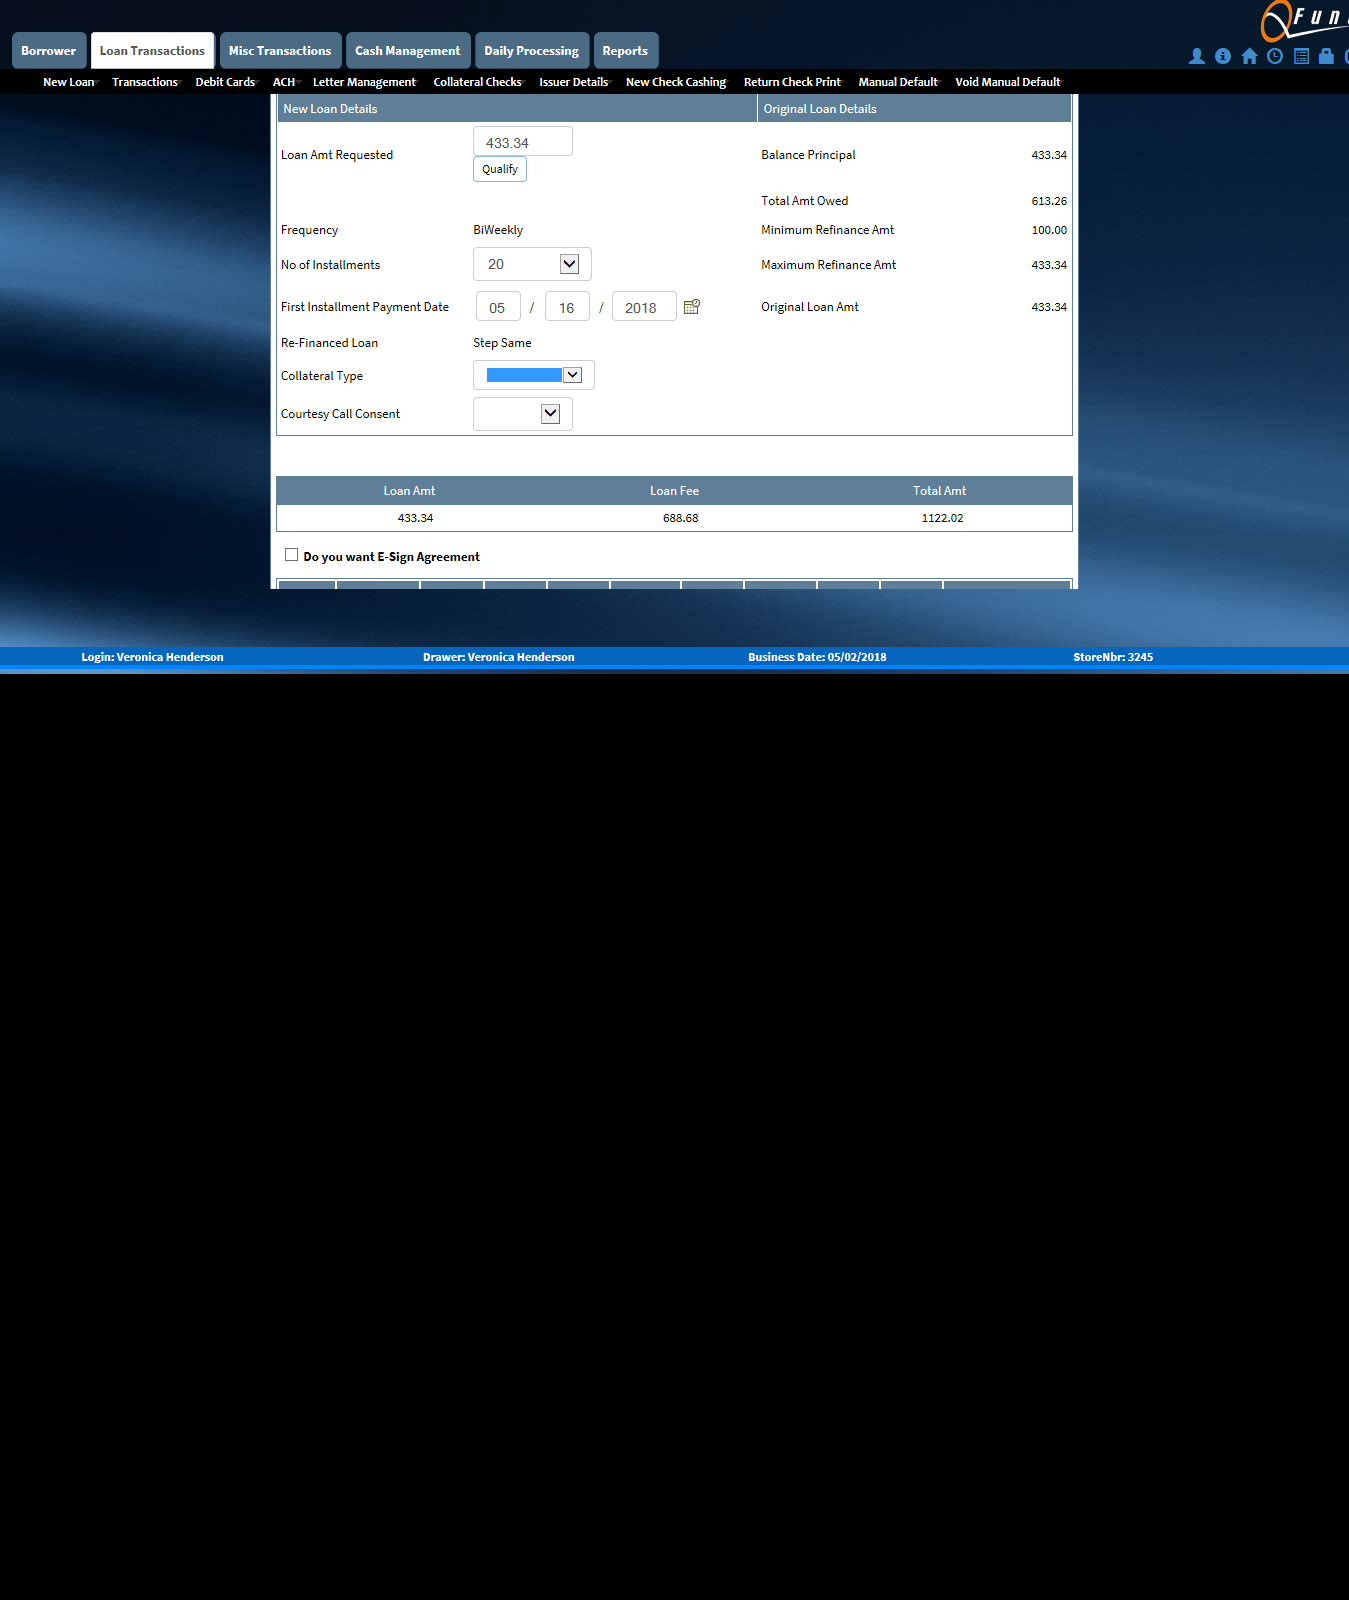 Fun
Borrower Loan Transactions Misc Transactions Cash Management Daily Processing Reports
New Loan Transactions Debit Cards ACH Letter Management Collateral Checks Issuer Details New Check Cashing Return Check Print Manual Default Void Manual Default
New Loan Details Original Loan Details
Loan Amt Requested 433.34 Balance Principal 433.34
Qualify
Total Amt Owed 613.26
Frequency BiWeekly Minimum Refinance Amt 100.00
No of Installments 20 Maximum Refinance Amt 433.34
First Installment Payment Date 05 / 16 / 2018 Original Loan Amt 433.34
Re-Financed Loan Step Same
Collateral Type
Courtesy Call Consent
Loan Amt Loan Fee Total Amt
433.34 688.68 1122.02
Do you want E-Sign Agreement
Login: Veronica Henderson Drawer: Veronica Henderson Business Date: 05/02/2018 StoreNbr: 3245